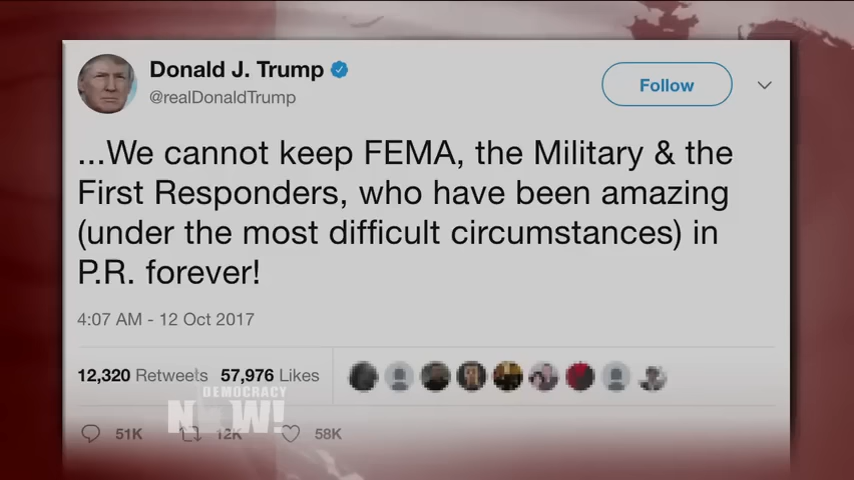 Donald J. Trump
@realDonaldTrump
Follow
...We cannot keep FEMA, the Military & the
First Responders, who have been amazing
(under the most difficult circumstances) in
P.R. forever!
4:07 AM - 12 Oct 2017
12,320 Retweets 57,976 Likes
DEMOCRACY
NOW!
51K 12K 58K